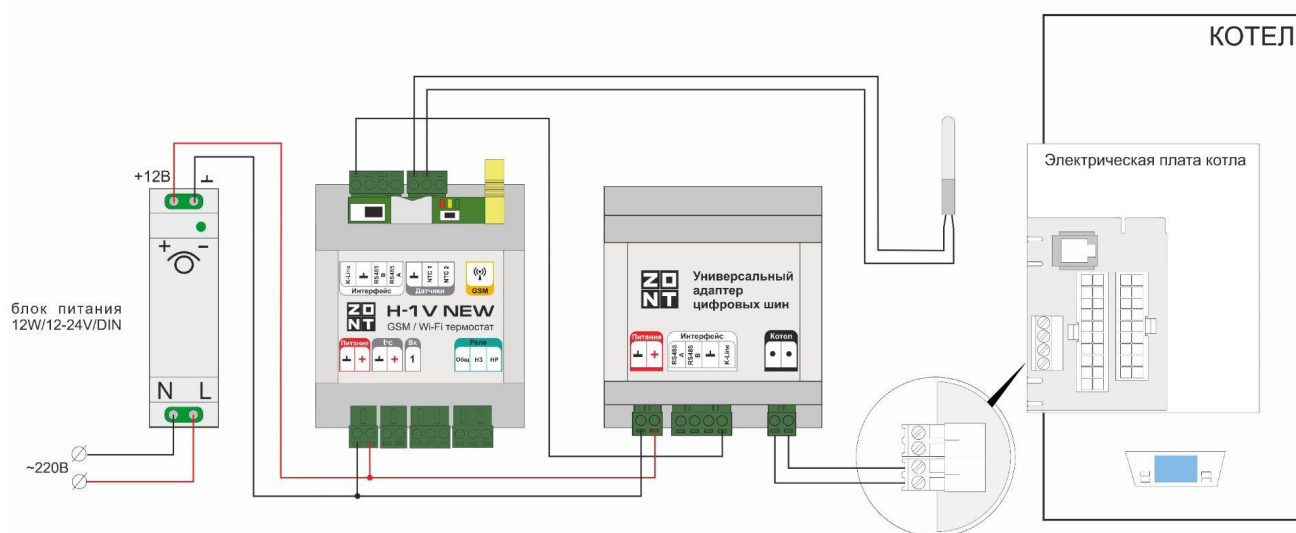 КОТЕЛ
Электрическая плата котла
+12В
⊥
+ -
блок питания
12W/12-24V/DIN
N L
~220В
K-Line
⊥
RS485 B
RS485 A
Интерфейс
⊥
NTC 1
NTC 2
Датчики
GSM
ZONT
H-1V NEW
GSM / Wi-Fi термостат
Питание
⊥ +
t°C
⊥ +
Вх
1
Реле
Общ НЗ НР
ZONT
Универсальный
адаптер
цифровых шин
Питание
⊥ +
Интерфейс
RS485 A
RS485 B
⊥
K-Line
Котел